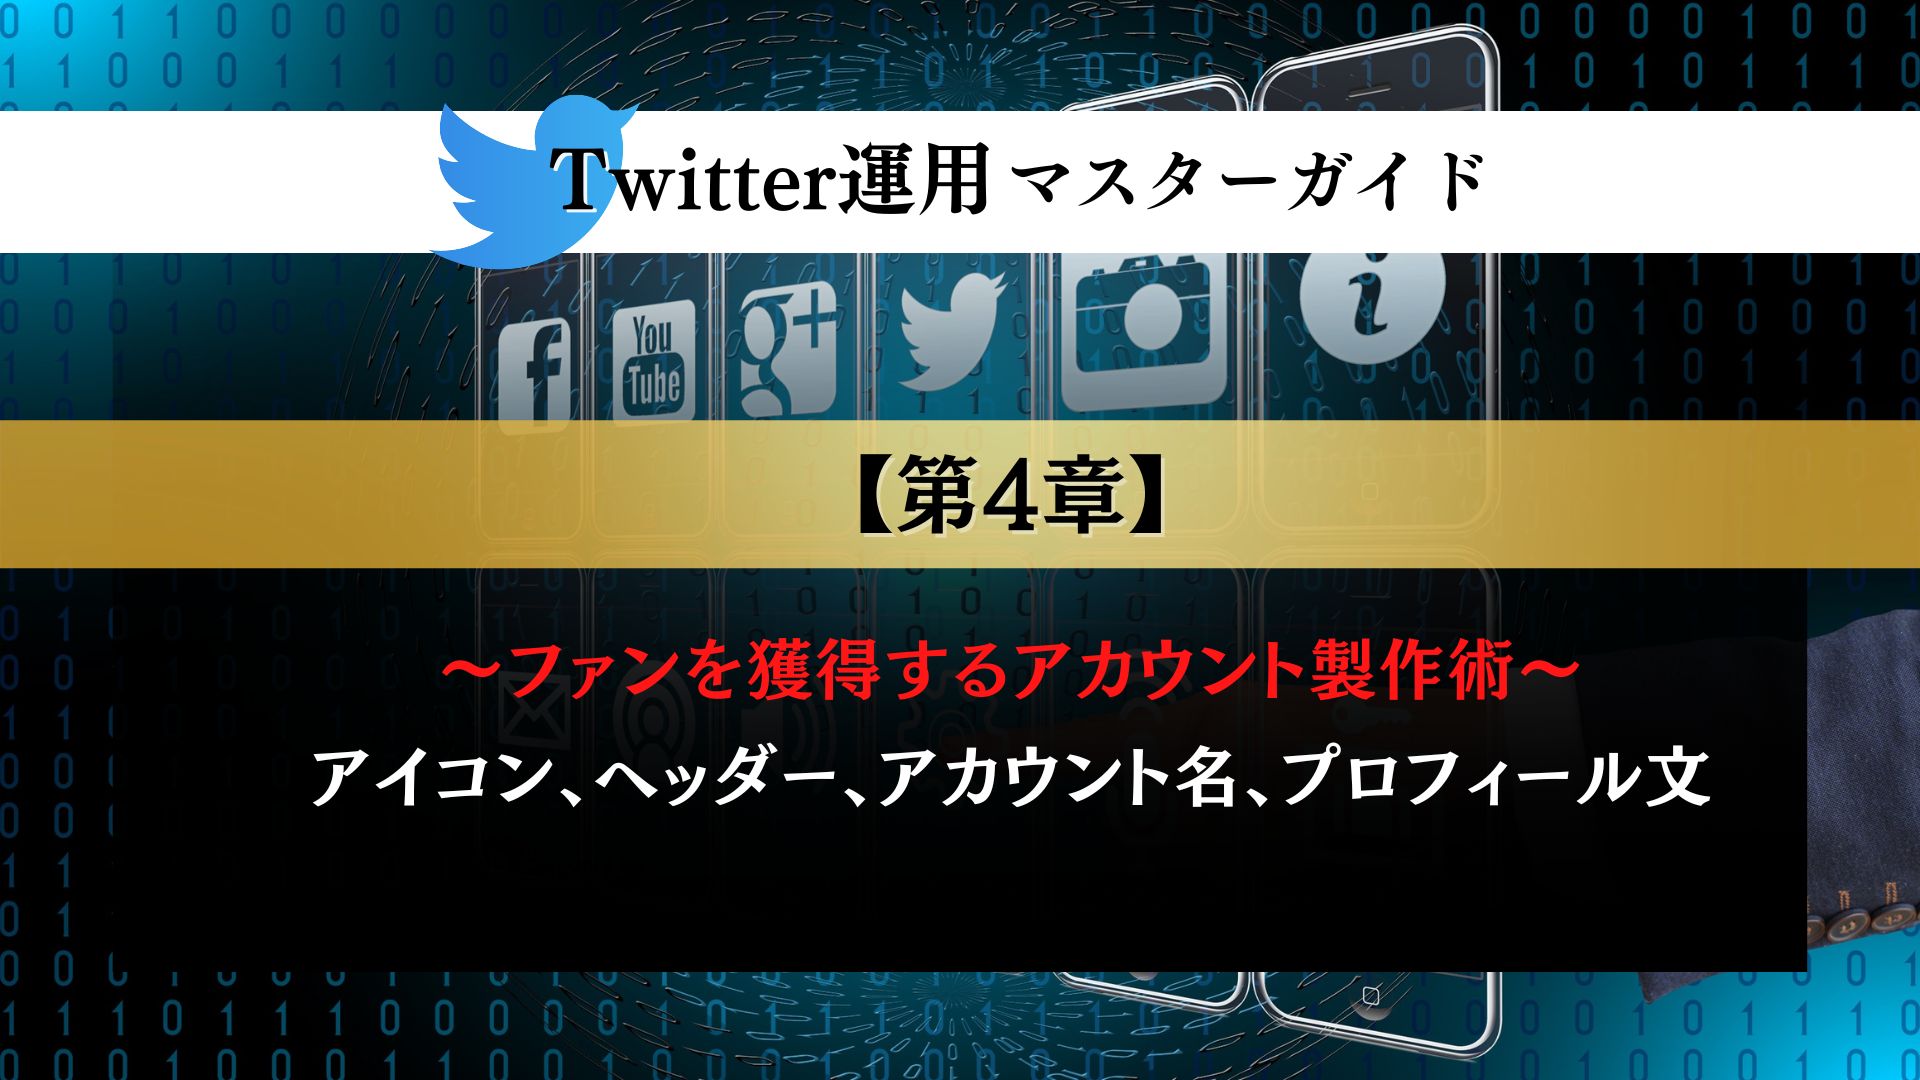 Twitter運用マスターガイド
f
You
Tube
g+
i
【第4章】
～ファンを獲得するアカウント製作術～
アイコン、ヘッダー、アカウント名、プロフィール文